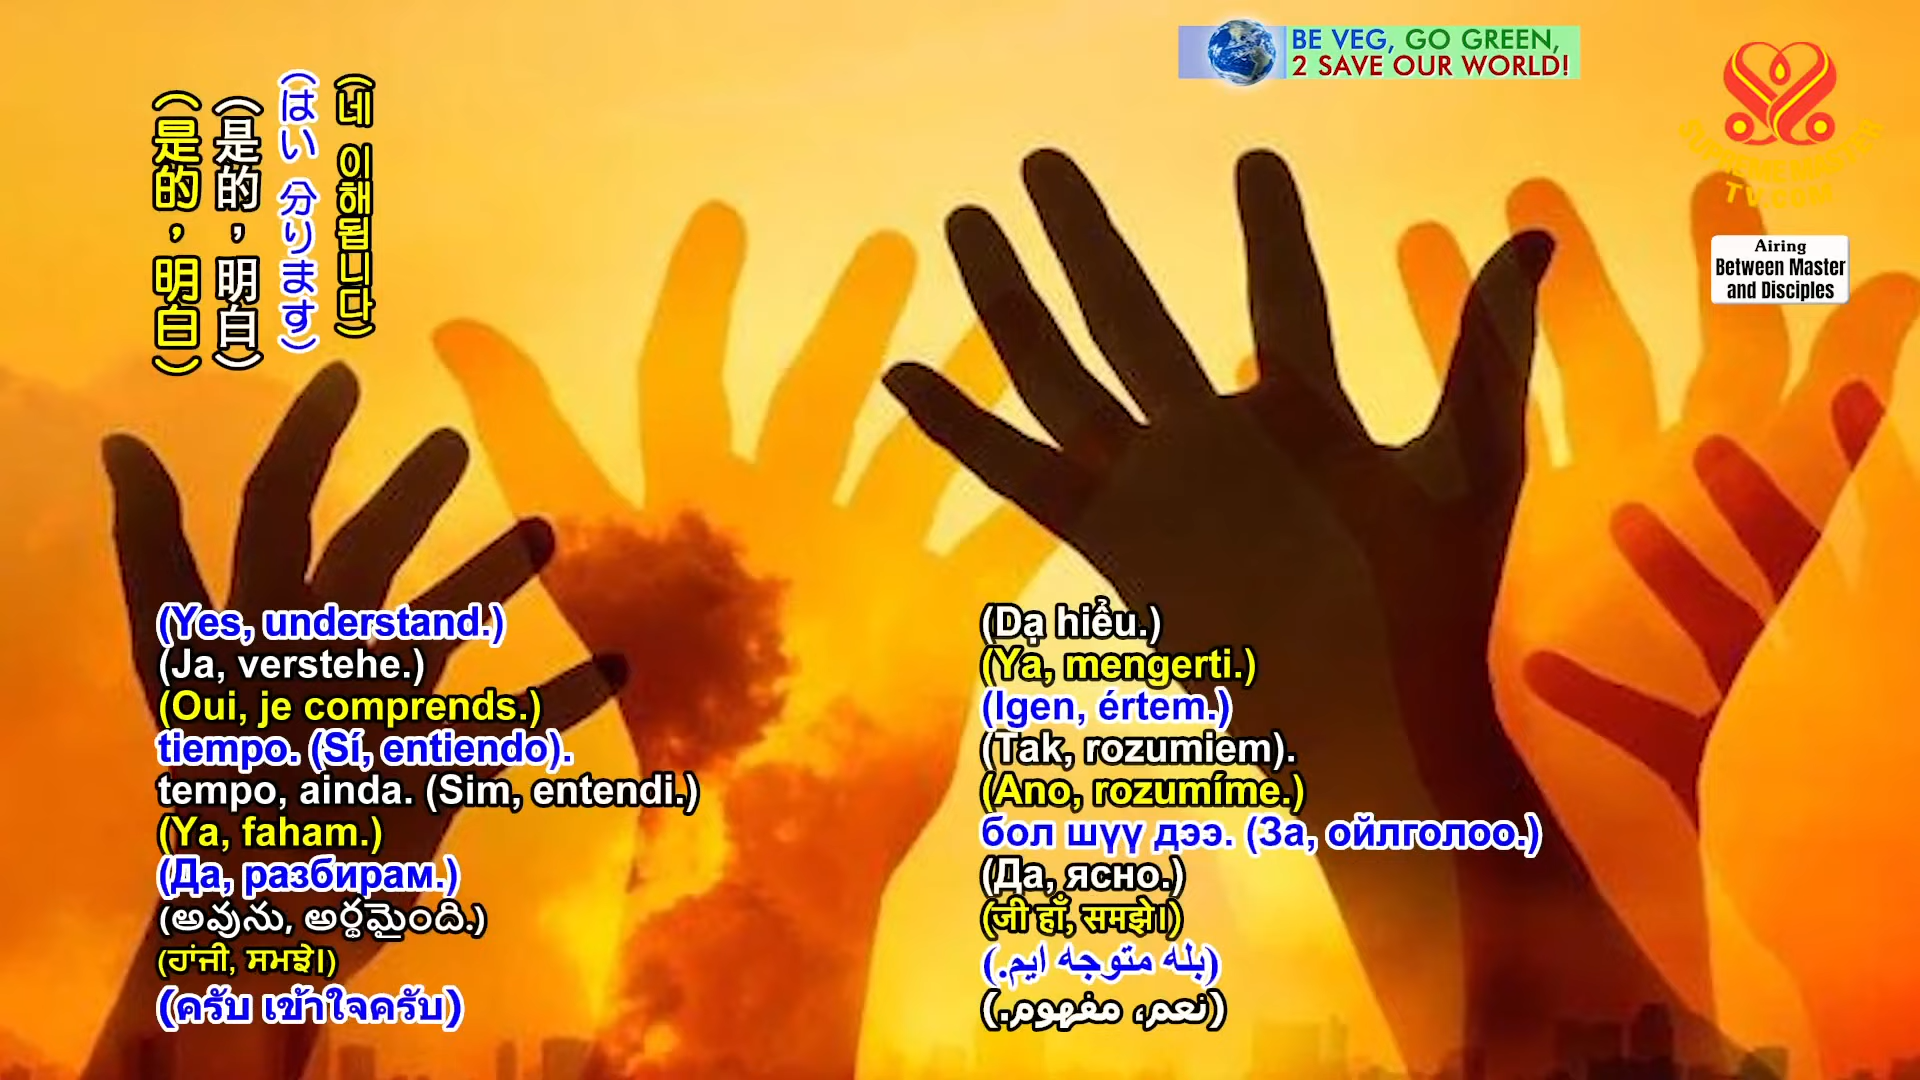 BE VEG, GO GREEN,
2 SAVE OUR WORLD!
SUPREME MASTER
TV.COM
Airing
Between Master
and Disciples
(네 이해됩니다)
(はい 分ります)
(是的，明白)
(是的，明白)
(Yes, understand.)
(Ja, verstehe.)
(Oui, je comprends.)
tiempo. (Sí, entiendo).
tempo, ainda. (Sim, entendi.)
(Ya, faham.)
(Да, разбирам.)
(అవును, అర్థమైంది.)
(ਹਾਂਜੀ, ਸਮਝੇ।)
(ครับ เข้าใจครับ)
(Dạ hiểu.)
(Ya, mengerti.)
(Igen, értem.)
(Tak, rozumiem).
(Ano, rozumíme.)
бол шүү дээ. (За, ойлголоо.)
(Да, ясно.)
(जी हाँ, समझे।)
(بله متوجه ایم.)
(نعم، مفهوم.)